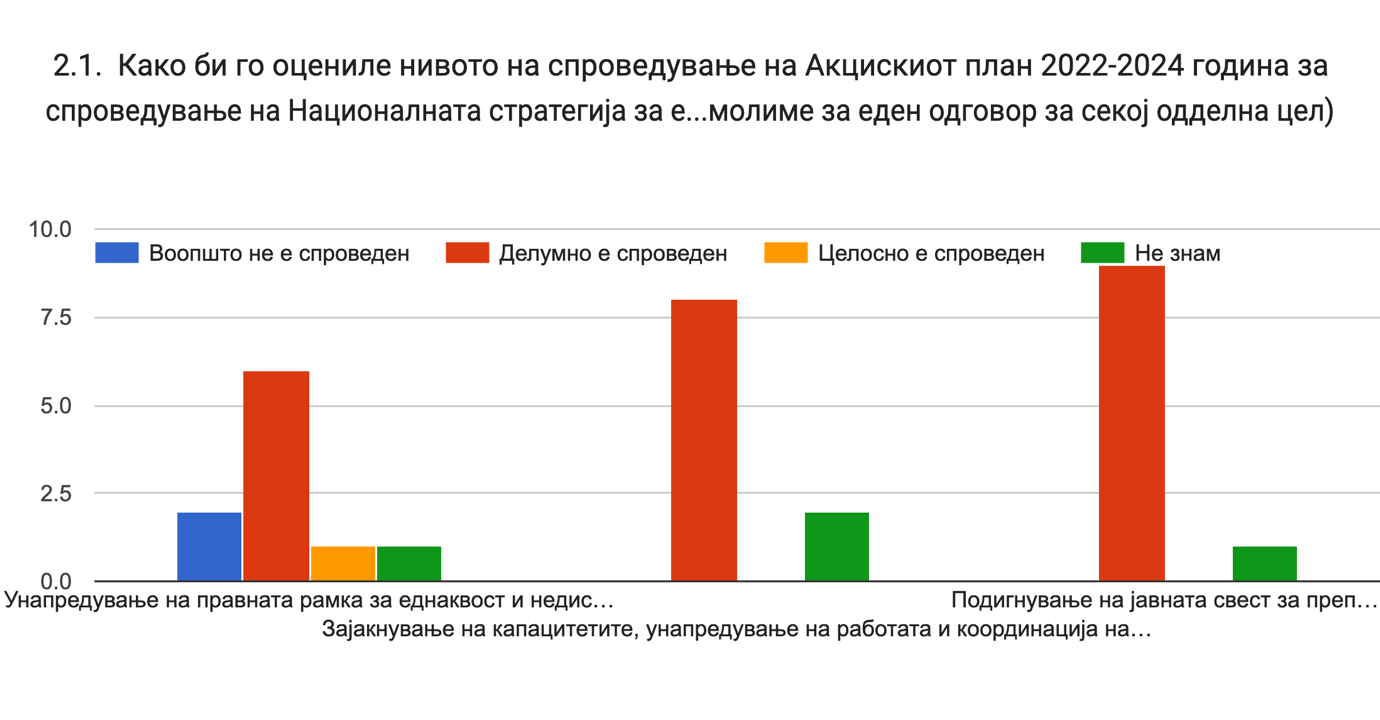 2.1. Како би го оцениле нивото на спроведување на Акцискиот план 2022-2024 година за
спроведување на Националната стратегија за е...молиме за еден одговор за секој одделна цел)
10.0
Воопшто не е спроведен
Делумно е спроведен
Целосно е спроведен
Не знам
7.5
5.0
2.5
0.0
Унапредување на правната рамка за еднаквост и недис...
Подигнување на јавната свест за преп...
Зајакнување на капацитетите, унапредување на работата и координација на...